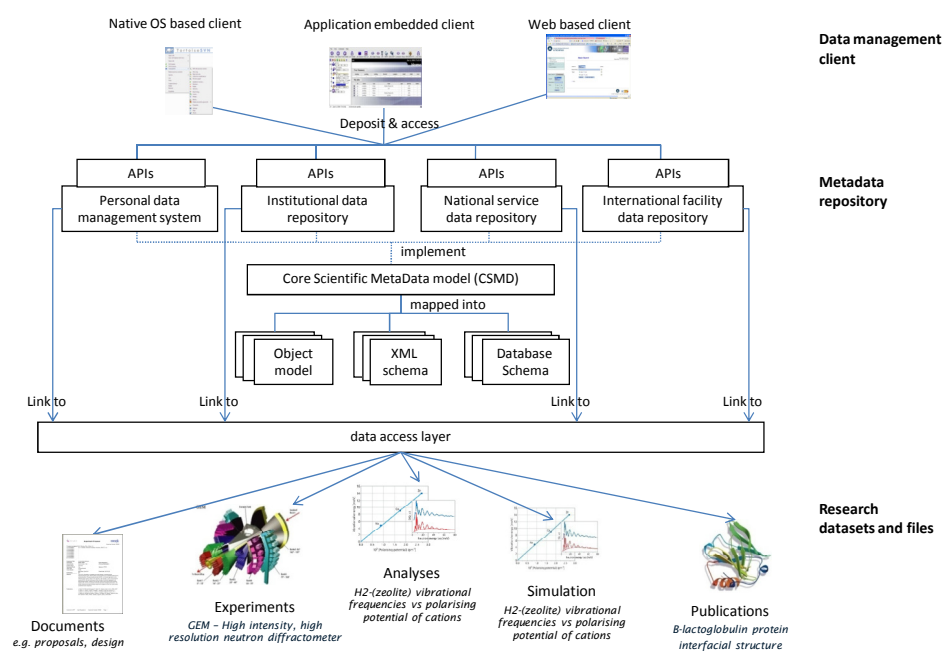 Native OS based client
Application embedded client
Web based client
Data management
client
Deposit & access
APIs
APIs
APIs
APIs
Personal data
management system
Institutional data
repository
National service
data repository
International facility
data repository
Metadata
repository
implement
Core Scientific MetaData model (CSMD)
mapped into
Object
model
XML
schema
Database
Schema
Link to
Link to
Link to
Link to
data access layer
Research
datasets and files
GEM
Documents
e.g. proposals, design
Experiments
GEM – High intensity, high
resolution neutron diffractometer
Analyses
H2-(zeolite) vibrational
frequencies vs polarising
potential of cations
Simulation
H2-(zeolite) vibrational
frequencies vs polarising
potential of cations
Publications
B-lactoglobulin protein
interfacial structure